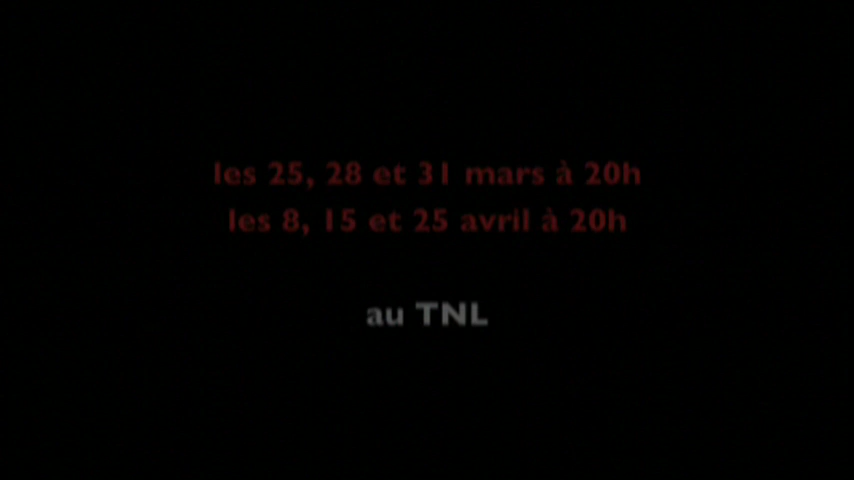 les 25, 28 et 31 mars à 20h
les 8, 15 et 25 avril à 20h
au TNL